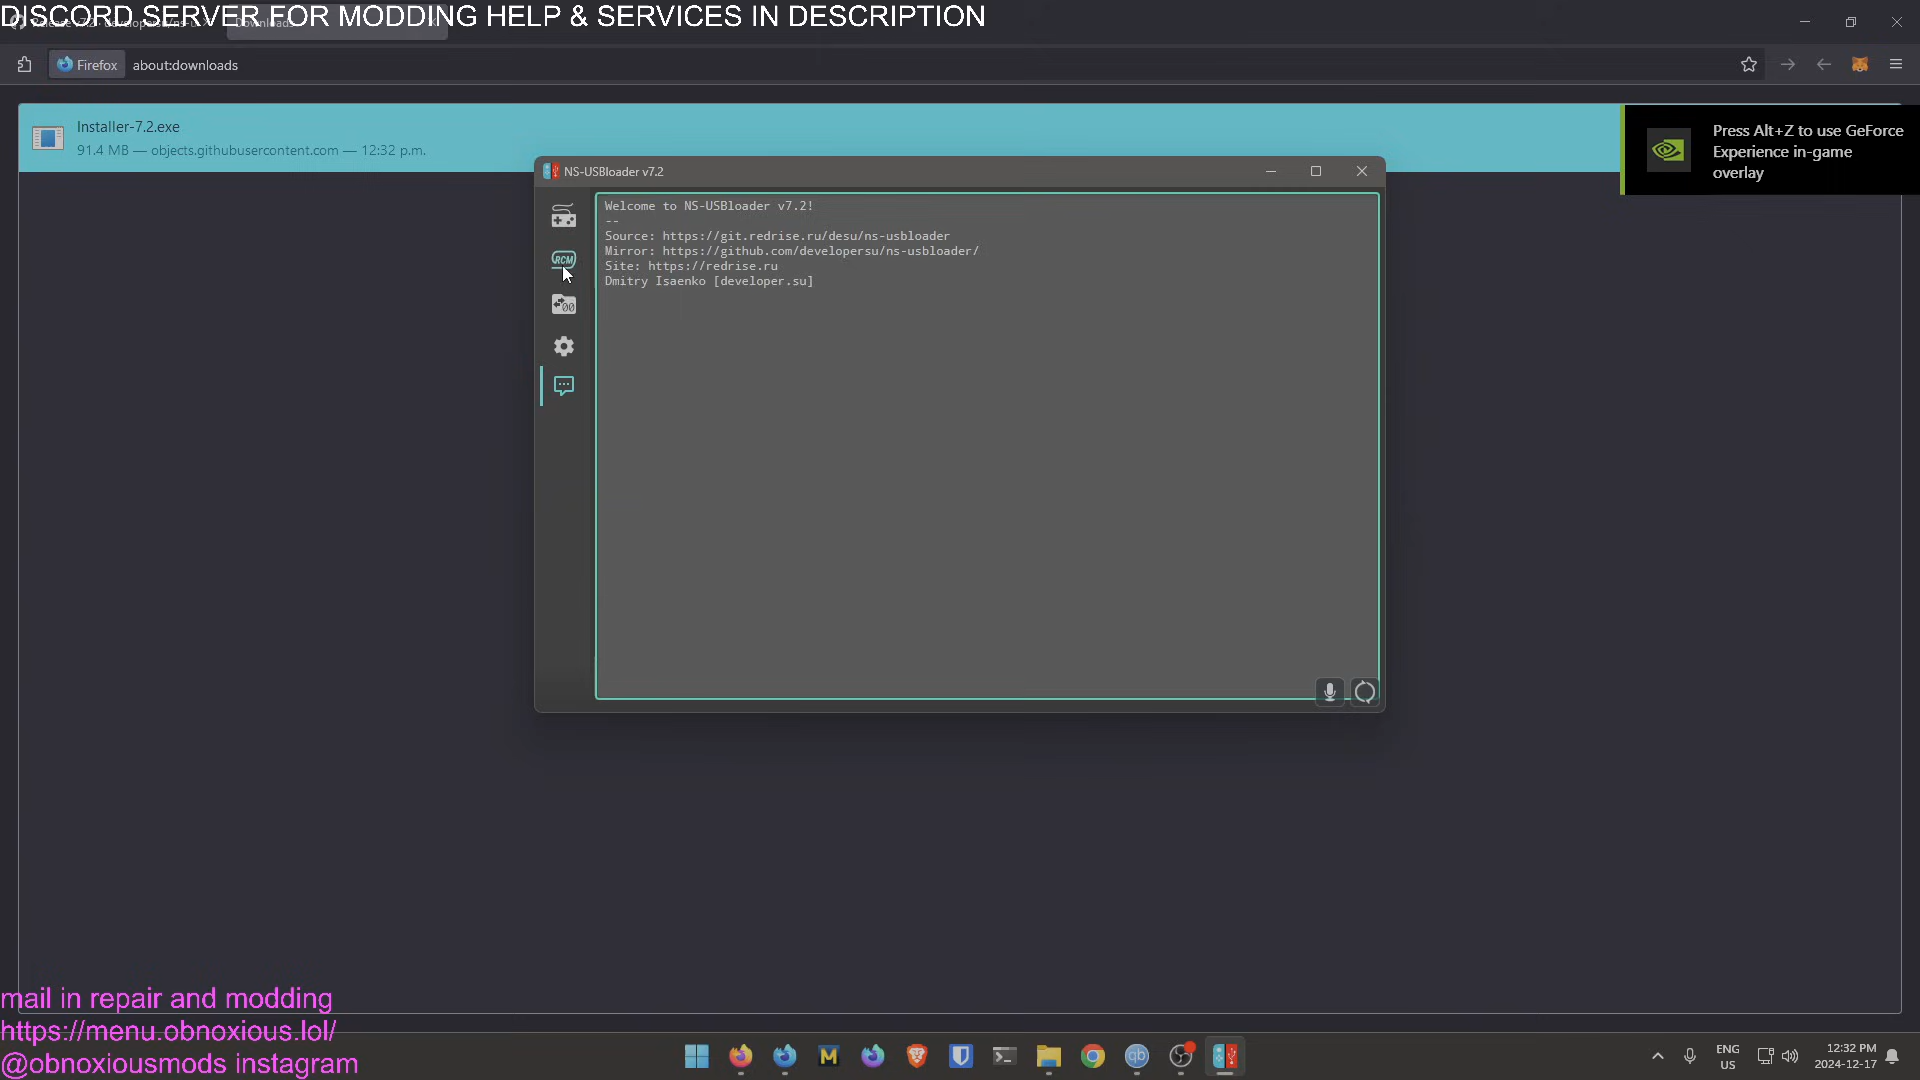 DISCORD SERVER FOR MODDING HELP & SERVICES IN DESCRIPTION
Firefox
about:downloads
Installer-7.2.exe
91.4 MB — objects.githubusercontent.com — 12:32 p.m.
Press Alt+Z to use GeForce
Experience in-game
overlay
NS-USBloader v7.2
Welcome to NS-USBloader v7.2!
--
Source: https://git.redrise.ru/desu/ns-usbloader
Mirror: https://github.com/developersu/ns-usbloader/
Site: https://redrise.ru
Dmitry Isaenko [developer.su]
RCM
00
mail in repair and modding
https://menu.obnoxious.lol/
@obnoxiousmods instagram
M
qb
ENG
US
12:32 PM
2024-12-17